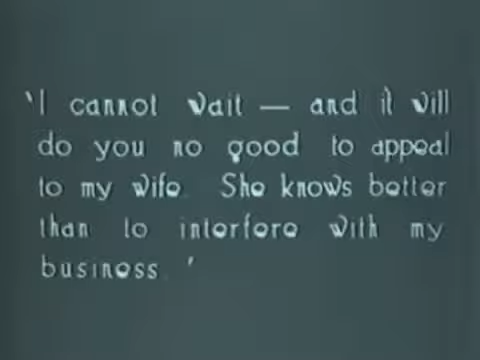 'I cannot wait — and it will
do you no good to appeal
to my wife. She knows better
than to interfere with my
business.'